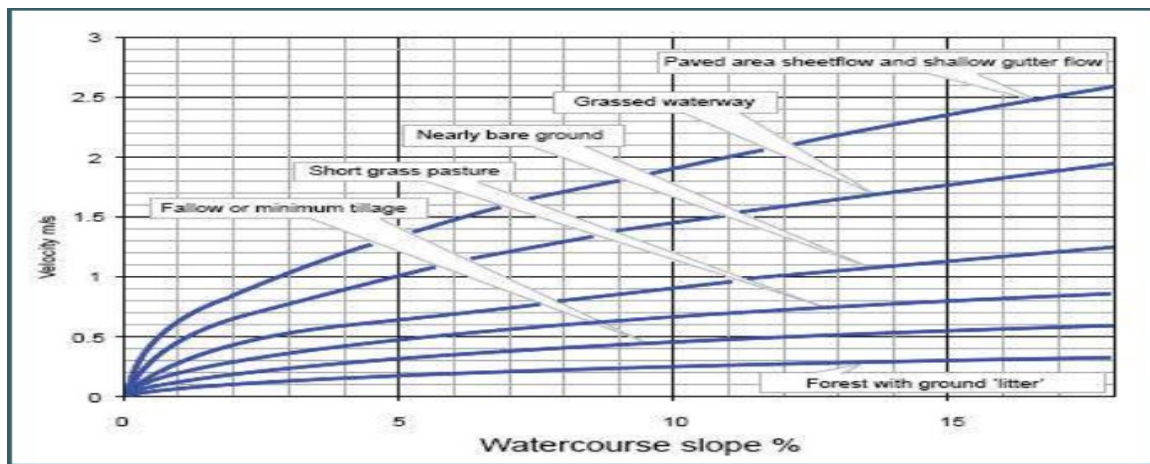 3
Paved area sheetflow and shallow gutter flow
2.5
Grassed waterway
Nearly bare ground
2
Short grass pasture
1.5
Fallow or minimum tillage
Velocity m/s
1
0.5
Forest with ground 'litter'
0
0 5 10 15
Watercourse slope %